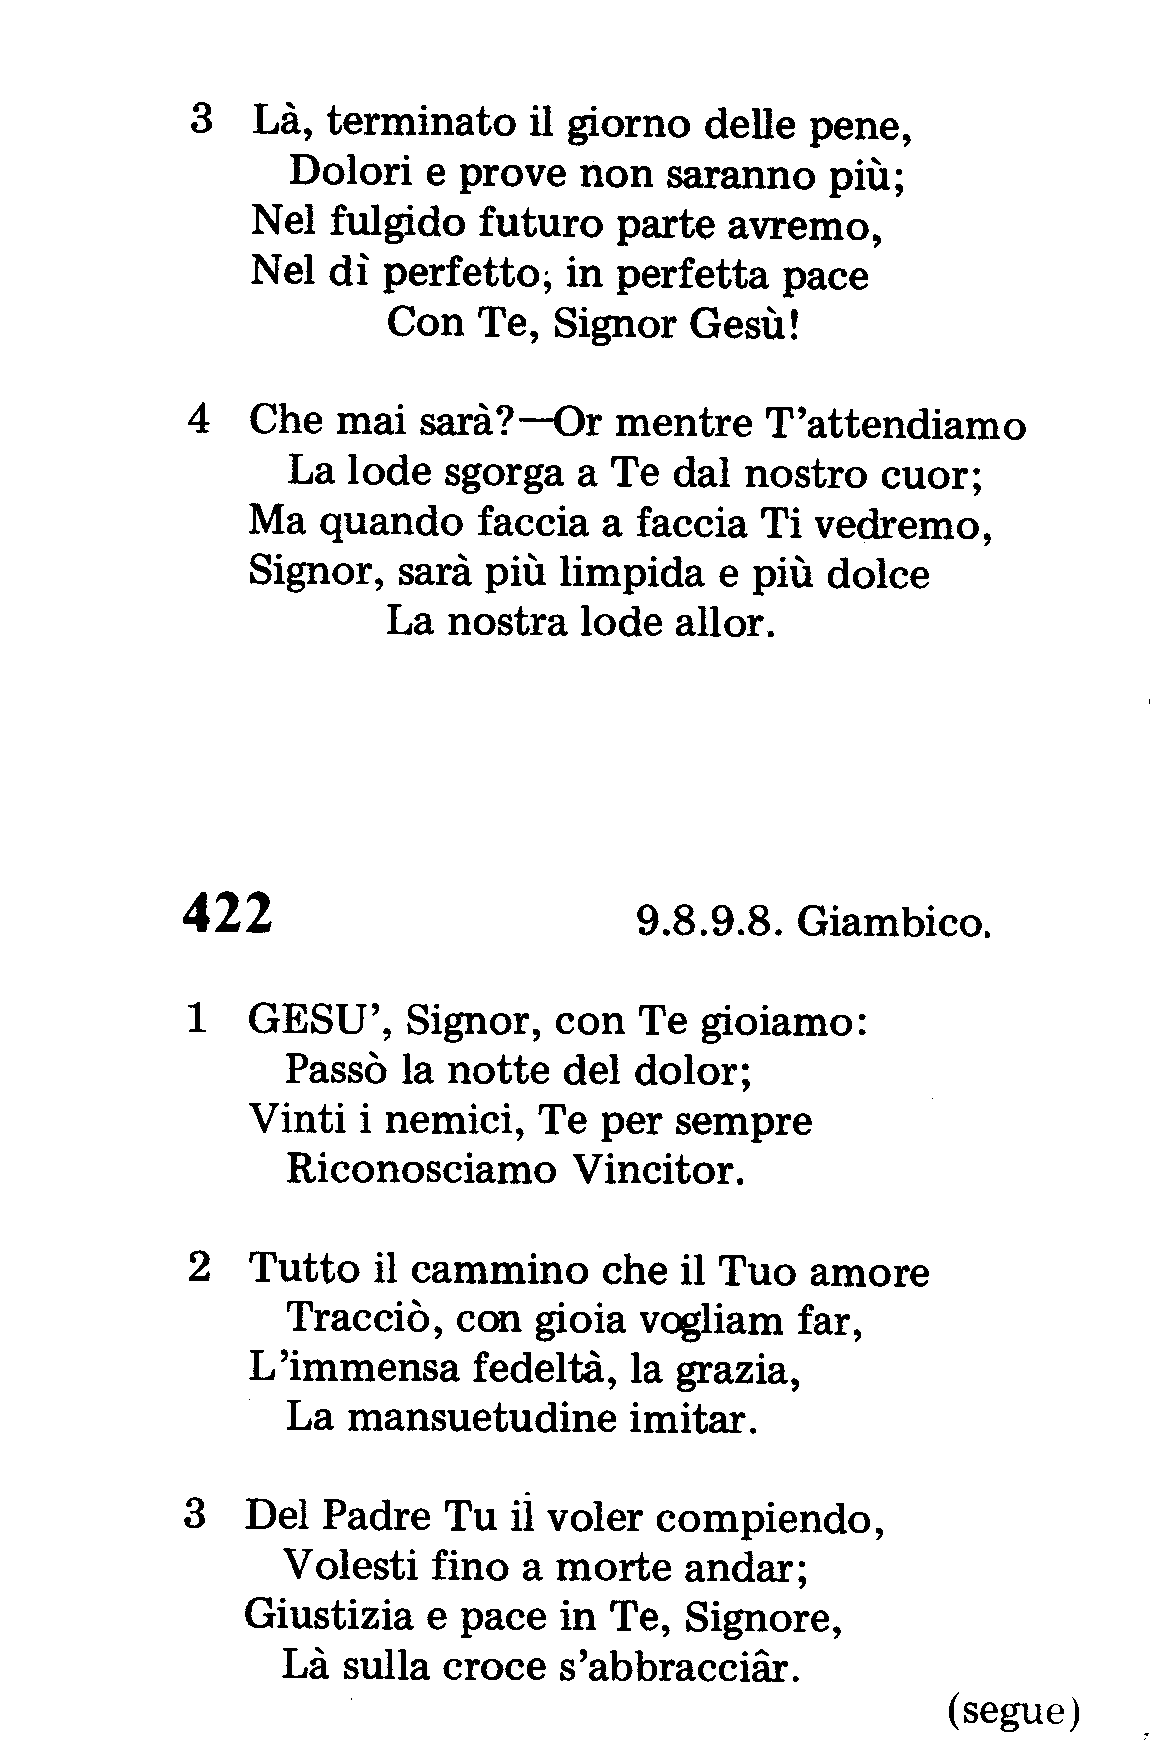 3 Là, terminato il giorno delle pene,
Dolori e prove non saranno più;
Nel fulgido futuro parte avremo,
Nel dì perfetto; in perfetta pace
Con Te, Signor Gesù!
4 Che mai sarà?—Or mentre T’attendiamo
La lode sgorga a Te dal nostro cuor;
Ma quando faccia a faccia Ti vedremo,
Signor, sarà più limpida e più dolce
La nostra lode allor.
422 9.8.9.8. Giambico.
1 GESU’, Signor, con Te gioiamo:
Passò la notte del dolor;
Vinti i nemici, Te per sempre
Riconosciamo Vincitor.
2 Tutto il cammino che il Tuo amore
Tracciò, con gioia vogliam far,
L’immensa fedeltà, la grazia,
La mansuetudine imitar.
3 Del Padre Tu il voler compiendo,
Volesti fino a morte andar;
Giustizia e pace in Te, Signore,
Là sulla croce s’abbracciâr.
(segue)